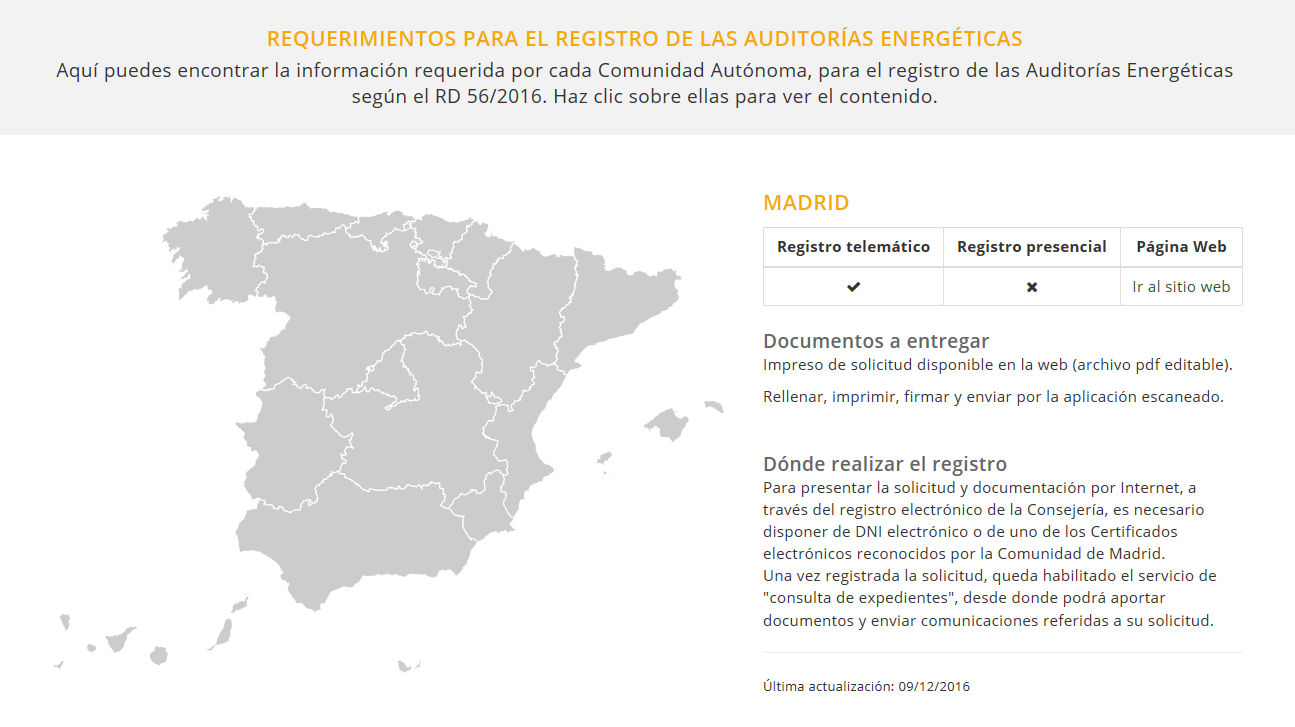 REQUERIMIENTOS PARA EL REGISTRO DE LAS AUDITORÍAS ENERGÉTICAS
Aquí puedes encontrar la información requerida por cada Comunidad Autónoma, para el registro de las Auditorías Energéticas
según el RD 56/2016. Haz clic sobre ellas para ver el contenido.
MADRID
Registro telemático Registro presencial Página Web
✔ ✖ Ir al sitio web
Documentos a entregar
Impreso de solicitud disponible en la web (archivo pdf editable).
Rellenar, imprimir, firmar y enviar por la aplicación escaneado.
Dónde realizar el registro
Para presentar la solicitud y documentación por Internet, a
través del registro electrónico de la Consejería, es necesario
disponer de DNI electrónico o de uno de los Certificados
electrónicos reconocidos por la Comunidad de Madrid.
Una vez registrada la solicitud, queda habilitado el servicio de
"consulta de expedientes", desde donde podrá aportar
documentos y enviar comunicaciones referidas a su solicitud.
Última actualización: 09/12/2016